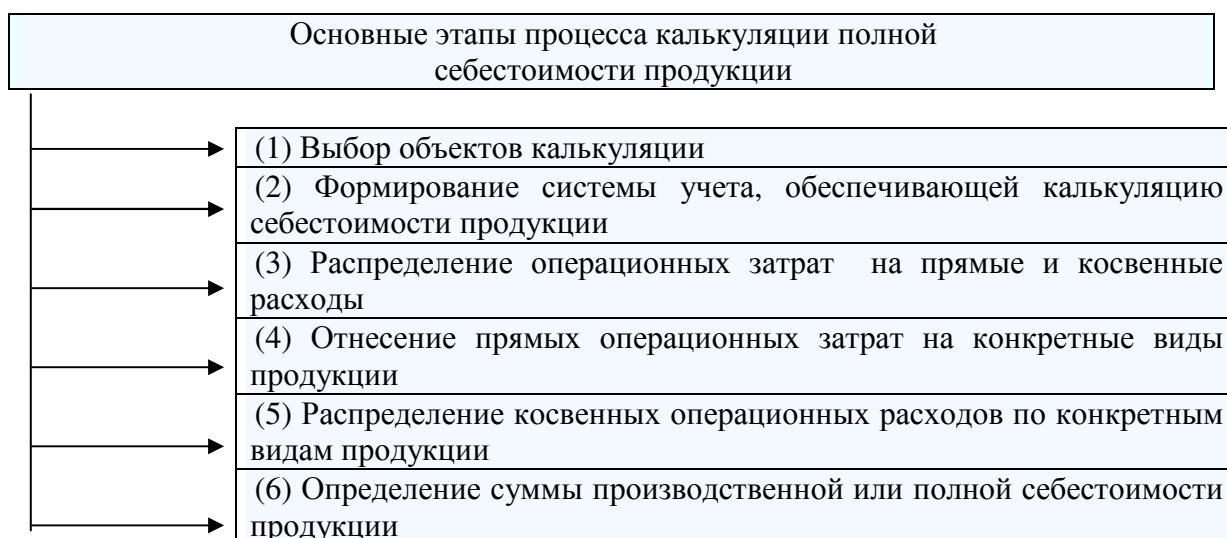 Основные этапы процесса калькуляции полной
себестоимости продукции
(1) Выбор объектов калькуляции
(2) Формирование системы учета, обеспечивающей калькуляцию
себестоимости продукции
(3) Распределение операционных затрат на прямые и косвенные
расходы
(4) Отнесение прямых операционных затрат на конкретные виды
продукции
(5) Распределение косвенных операционных расходов по конкретным
видам продукции
(6) Определение суммы производственной или полной себестоимости
продукции